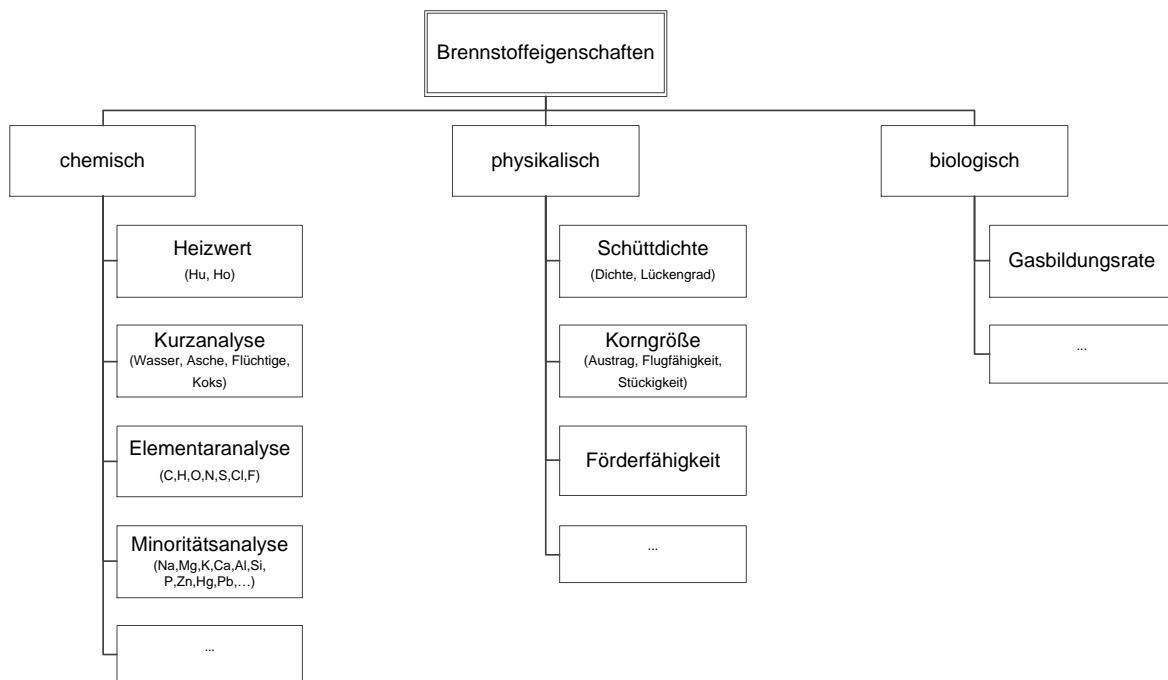 Brennstoffeigenschaften
chemisch
physikalisch
biologisch
Heizwert
(Hu, Ho)
Kurzanalyse
(Wasser, Asche, Flüchtige,
Koks)
Elementaranalyse
(C,H,O,N,S,Cl,F)
Minoritätsanalyse
(Na,Mg,K,Ca,Al,Si,
P,Zn,Hg,Pb,…)
...
Schüttdichte
(Dichte, Lückengrad)
Korngröße
(Austrag, Flugfähigkeit,
Stückigkeit)
Förderfähigkeit
...
Gasbildungsrate
...